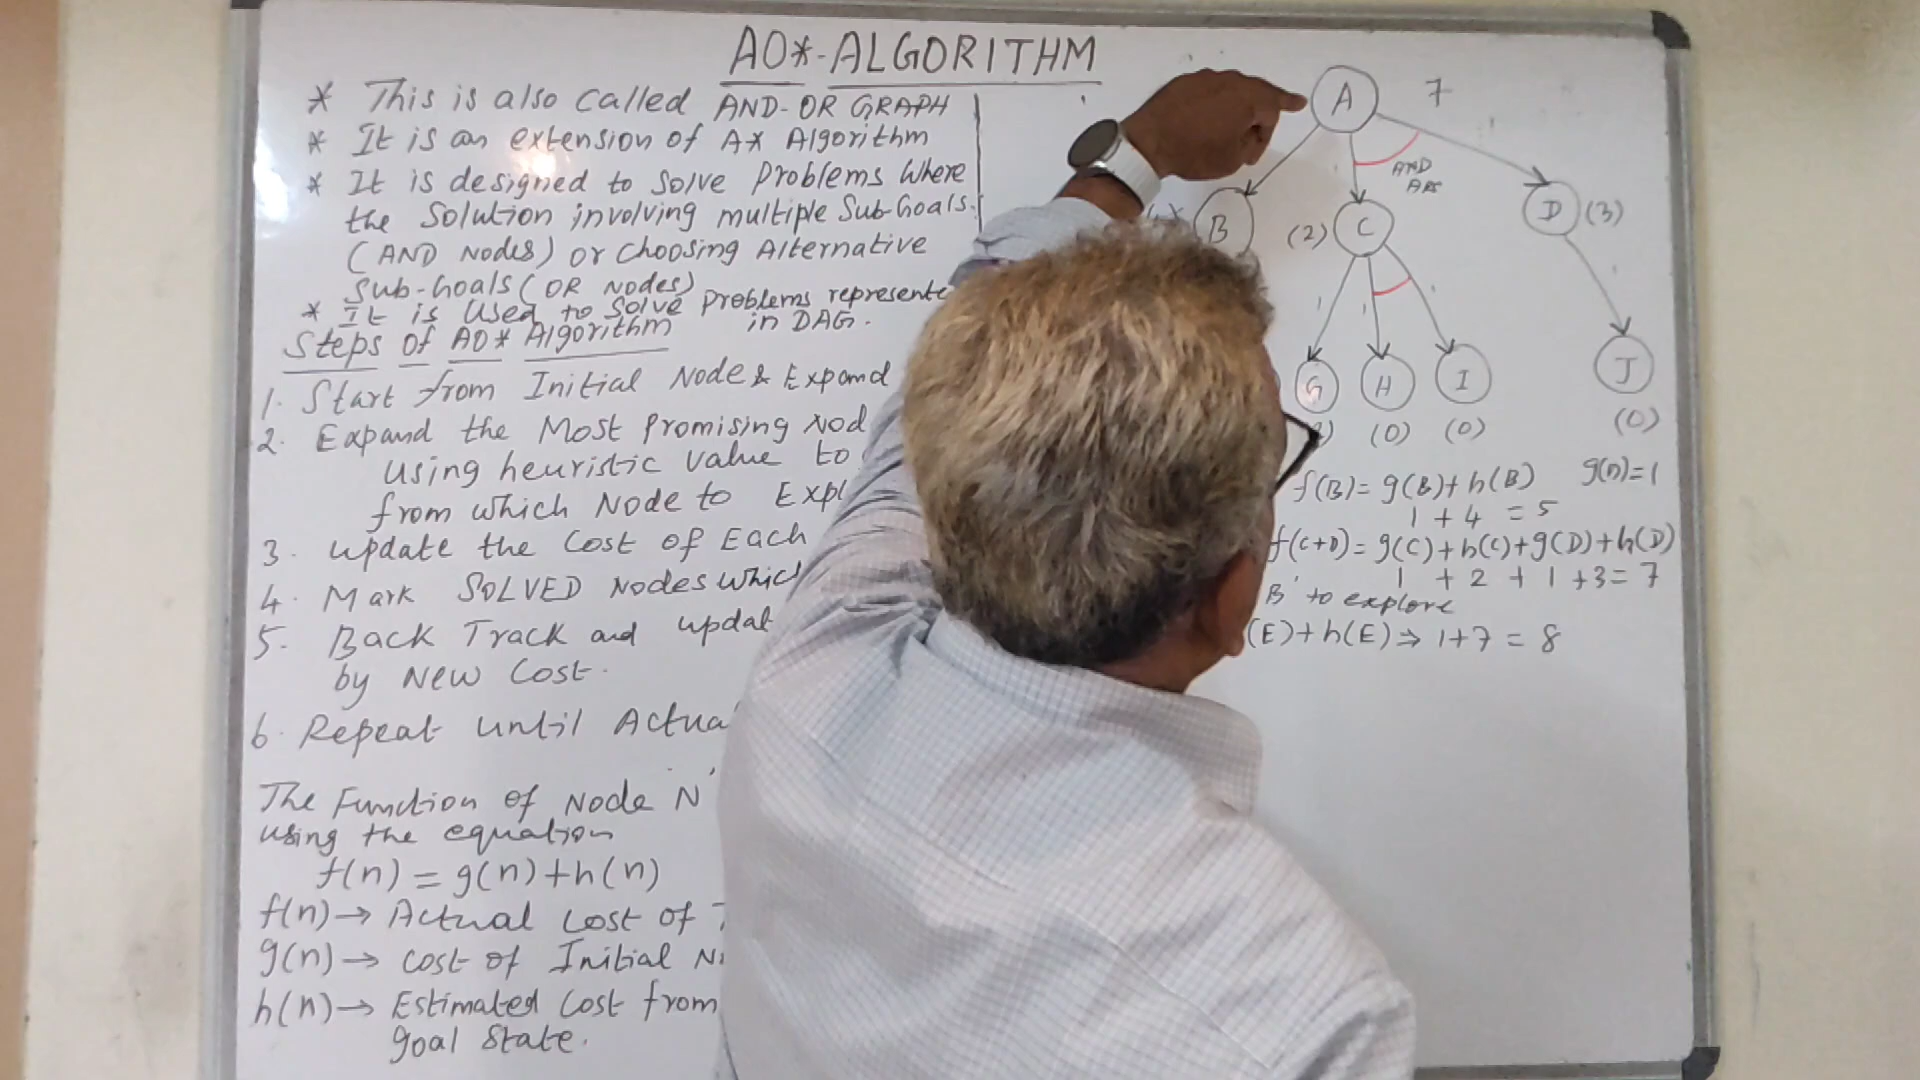 AO*-ALGORITHM
* This is also called AND-OR GRAPH
* It is an extension of A* Algorithm
* It is designed to Solve Problems Where
the Solution involving multiple Sub-Goals.
(AND Nodes) or Choosing Alternative
Sub-Goals (OR Nodes)
* It is Used to Solve Problems represente
in DAG.
Steps of AO* Algorithm
1. Start from Initial Node & Expand
2. Expand the Most Promising Nod
Using heuristic value to
from which Node to Expl
3. Update the Cost of Each
4. Mark SOLVED Nodes which
5. Back Track and updat
by New Cost.
6. Repeat until Actua
The Function of Node N
using the equation
f(n) = g(n)+h(n)
f(n) → Actual Cost of
g(n) → Cost of Initial N
h(n) → Estimated Cost from
goal State.
A 7
AND
B
(2) C
D (3)
G H I J
(0) (0) (0)
f(B) = g(B)+h(B) g(n)=1
1 + 4 = 5
f(C+D) = g(C)+h(C)+g(D)+h(D)
1 + 2 + 1 + 3 = 7
B' to explore
(E)+h(E) ⇒ 1+7 = 8